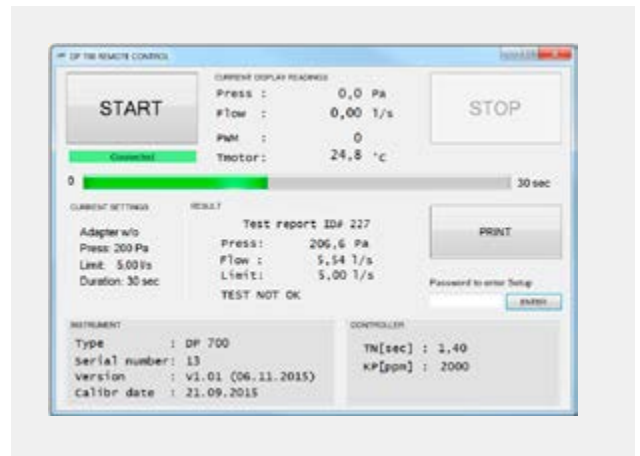 DP 700 REMOTE CONTROL
START
CURRENT DISPLAY READINGS
Press : 0,0 Pa
Flow : 0,00 l/s
PWM : 0
Tmotor: 24,8 °C
STOP
Connected
0
30 sec
CURRENT SETTINGS
Adapter w/o
Press: 200 Pa
Limit: 5.00 l/s
Duration: 30 sec
RESULT
Test report ID# 227
Press: 206,6 Pa
Flow : 5,54 l/s
Limit: 5,00 l/s
TEST NOT OK
PRINT
Password to enter Setup
ENTER
INSTRUMENT
Type : DP 700
Serial number: 13
Version : v1.01 (06.11.2015)
Calibr date : 21.09.2015
CONTROLLER
TN[sec] : 1,40
KP[ppm] : 2000